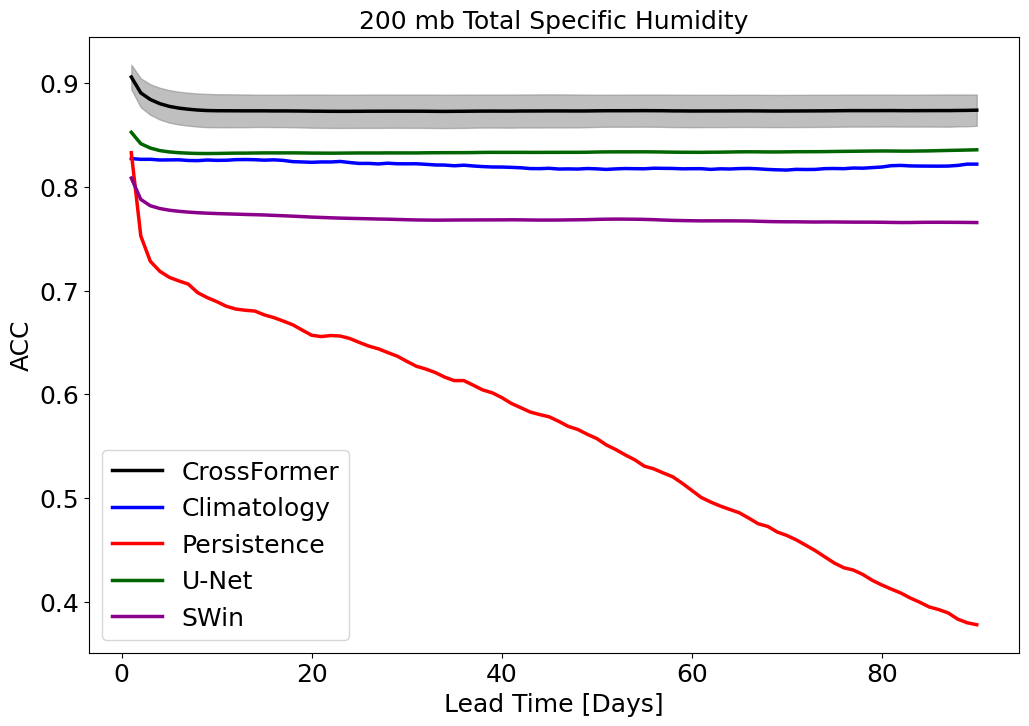 200 mb Total Specific Humidity
ACC
0.9
0.8
0.7
0.6
0.5
0.4
CrossFormer
Climatology
Persistence
U-Net
SWin
0 20 40 60 80
Lead Time [Days]